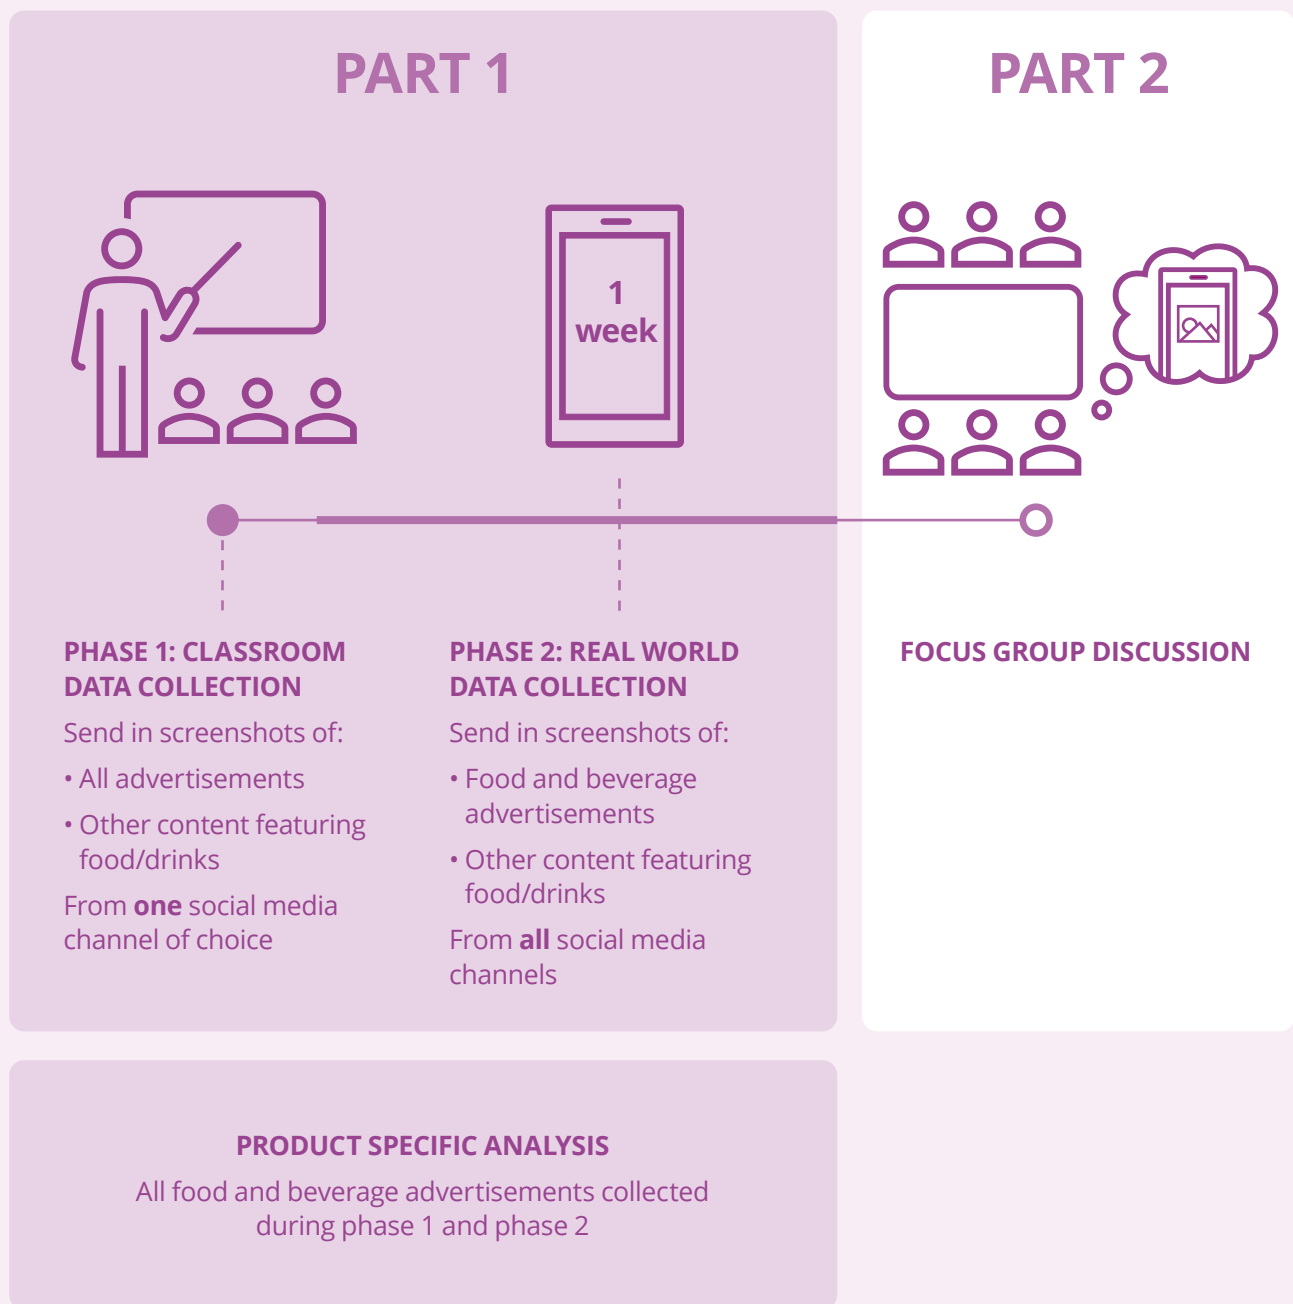 PART 1
1
week
PHASE 1: CLASSROOM
DATA COLLECTION
Send in screenshots of:
• All advertisements
• Other content featuring
food/drinks
From one social media
channel of choice
PHASE 2: REAL WORLD
DATA COLLECTION
Send in screenshots of:
• Food and beverage
advertisements
• Other content featuring
food/drinks
From all social media
channels
PART 2
FOCUS GROUP DISCUSSION
PRODUCT SPECIFIC ANALYSIS
All food and beverage advertisements collected
during phase 1 and phase 2